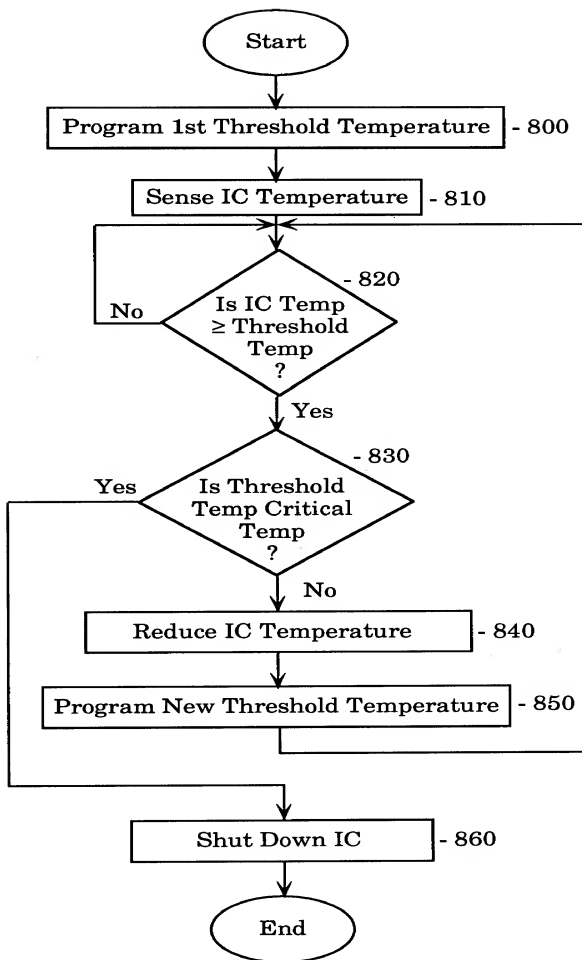 Start
Program 1st Threshold Temperature - 800
Sense IC Temperature - 810
- 820
Is IC Temp
≥ Threshold
Temp
?
No
Yes
- 830
Yes
Is Threshold
Temp Critical
Temp
?
No
Reduce IC Temperature - 840
Program New Threshold Temperature - 850
Shut Down IC - 860
End